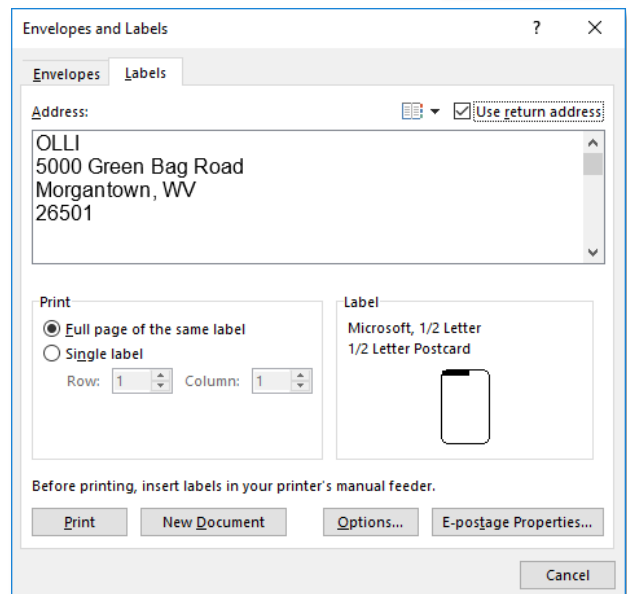 Envelopes and Labels
?
Envelopes Labels
Address:
Use return address
OLLI
5000 Green Bag Road
Morgantown, WV
26501
Print
Full page of the same label
Single label
Row: 1 Column: 1
Label
Microsoft, 1/2 Letter
1/2 Letter Postcard
Before printing, insert labels in your printer's manual feeder.
Print New Document Options... E-postage Properties...
Cancel